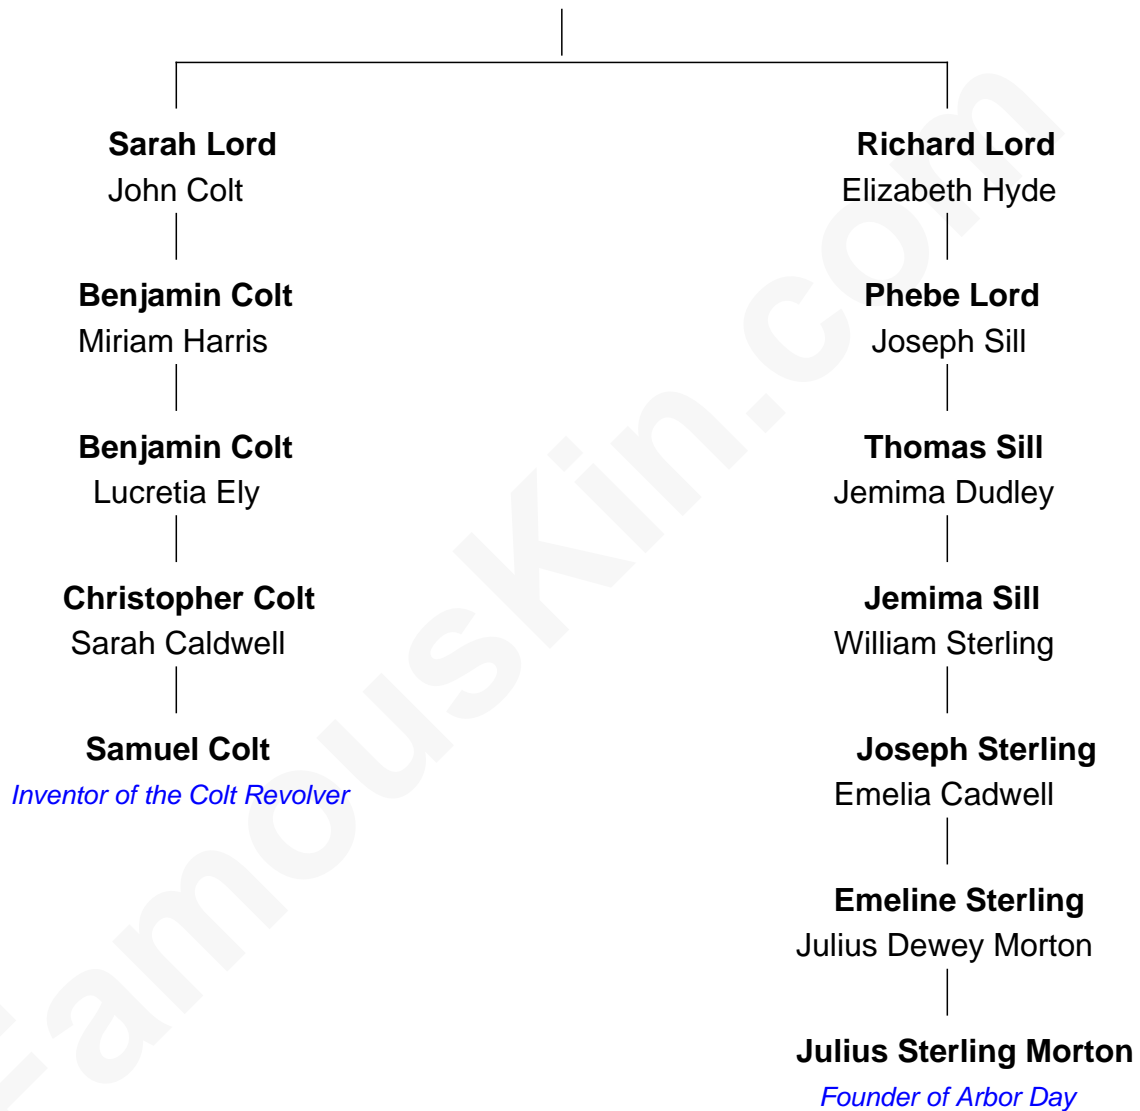 Sarah Lord
John Colt
Richard Lord
Elizabeth Hyde
Benjamin Colt
Miriam Harris
Phebe Lord
Joseph Sill
Benjamin Colt
Lucretia Ely
Thomas Sill
Jemima Dudley
Christopher Colt
Sarah Caldwell
Jemima Sill
William Sterling
Samuel Colt
Inventor of the Colt Revolver
Joseph Sterling
Emelia Cadwell
Emeline Sterling
Julius Dewey Morton
Julius Sterling Morton
Founder of Arbor Day
FamousKin.com